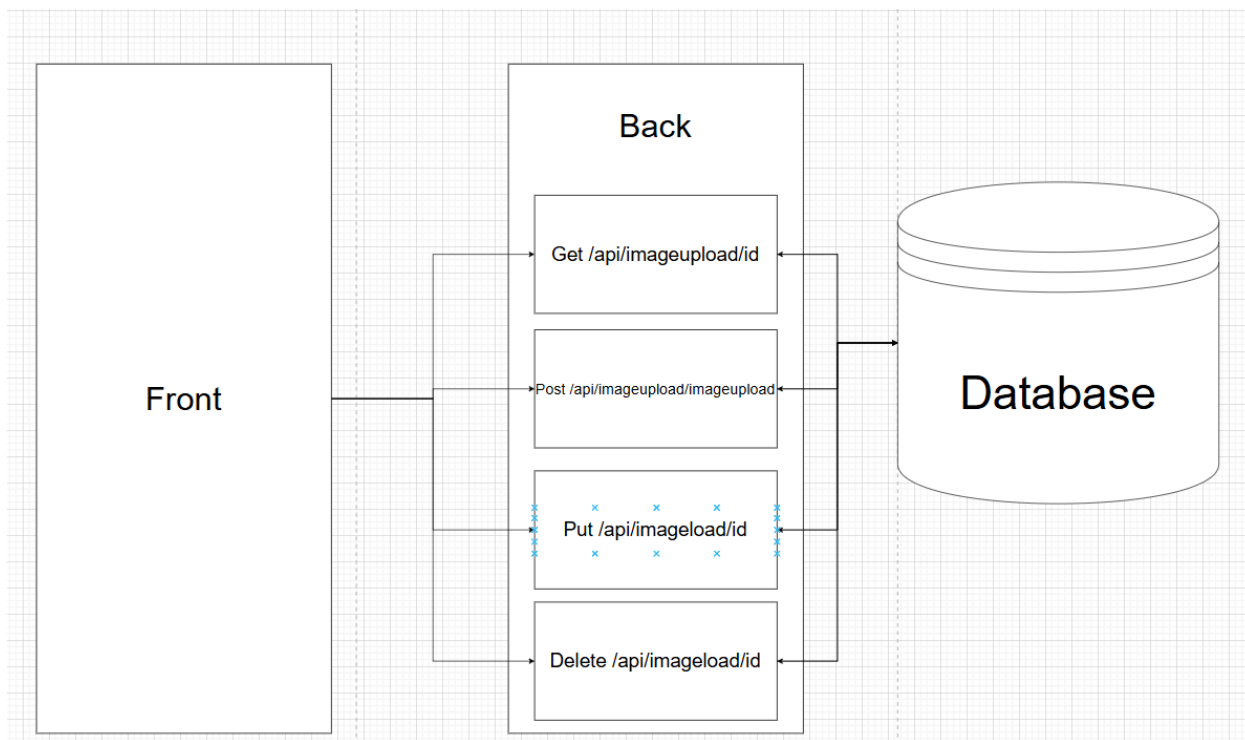 Front
Back
Get /api/imageupload/id
Post /api/imageupload/imageupload
Put /api/imageload/id
Delete /api/imageload/id
Database